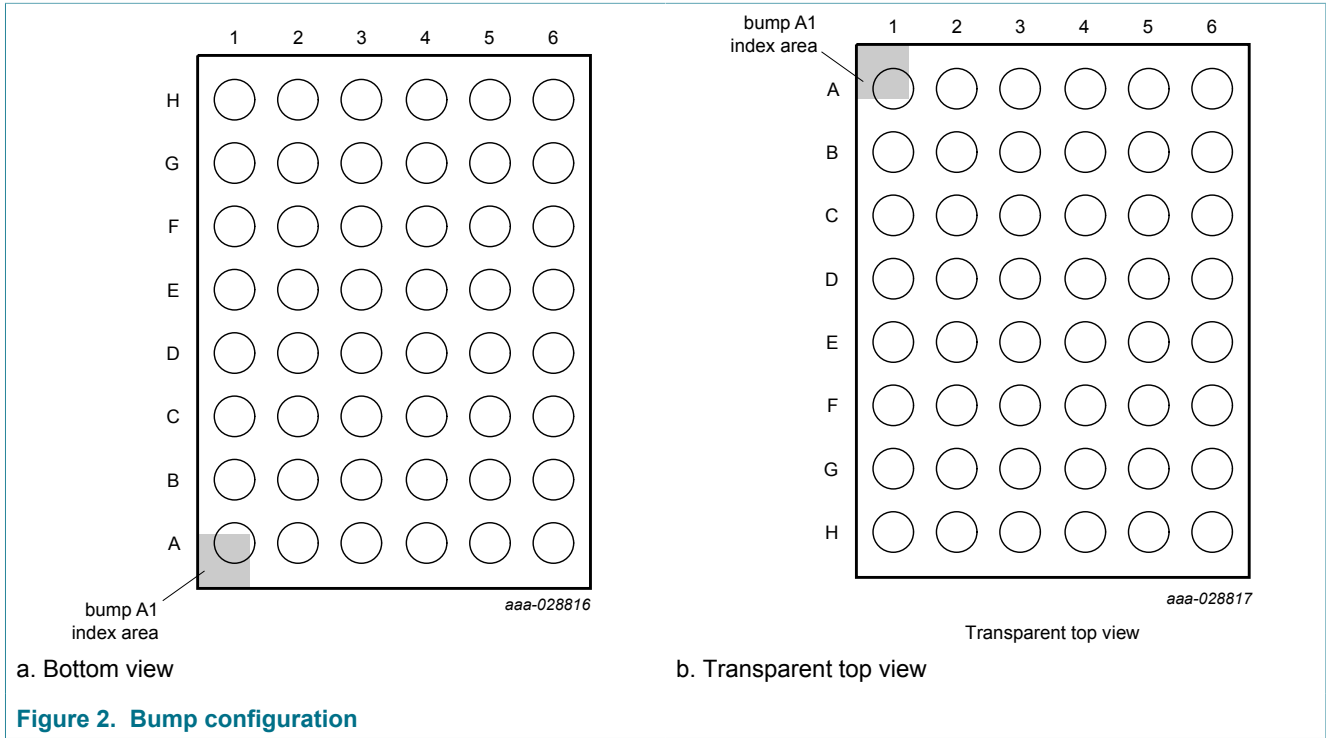 1 2 3 4 5 6
H
G
F
E
D
C
B
A
bump A1
index area
aaa-028816
a. Bottom view
bump A1
index area
1 2 3 4 5 6
A
B
C
D
E
F
G
H
aaa-028817
Transparent top view
b. Transparent top view
Figure 2. Bump configuration